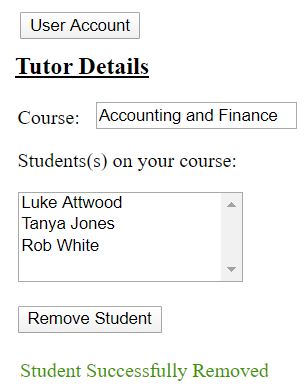 User Account
Tutor Details
Course: Accounting and Finance
Students(s) on your course:
Luke Attwood
Tanya Jones
Rob White
Remove Student
Student Successfully Removed